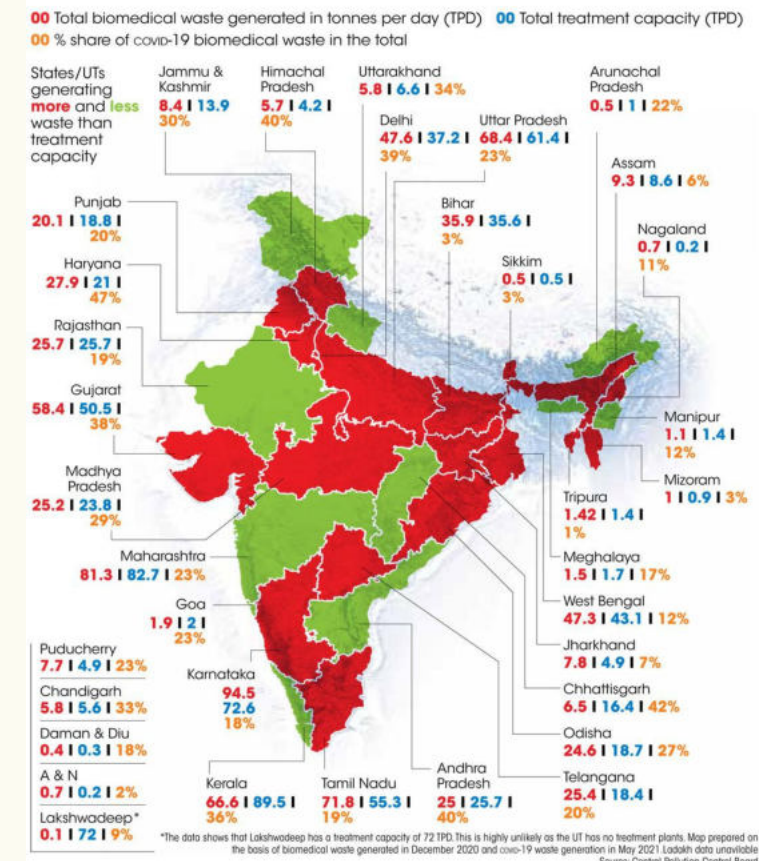 00 Total biomedical waste generated in tonnes per day (TPD) 00 Total treatment capacity (TPD)
00 % share of COVID-19 biomedical waste in the total
States/UTs
generating
more and less
waste than
treatment
capacity
Jammu &
Kashmir
8.4 | 13.9
30%
Himachal
Pradesh
5.7 | 4.2 |
40%
Uttarakhand
5.8 | 6.6 | 34%
Delhi
47.6 | 37.2 |
39%
Uttar Pradesh
68.4 | 61.4 |
23%
Arunachal
Pradesh
0.5 | 1 | 22%
Assam
9.3 | 8.6 | 6%
Nagaland
0.7 | 0.2 |
11%
Bihar
35.9 | 35.6 |
3%
Sikkim
0.5 | 0.5 |
3%
Punjab
20.1 | 18.8 |
20%
Haryana
27.9 | 21 |
47%
Rajasthan
25.7 | 25.7 |
19%
Gujarat
58.4 | 50.5 |
38%
Madhya
Pradesh
25.2 | 23.8 |
29%
Maharashtra
81.3 | 82.7 | 23%
Goa
1.9 | 2 |
23%
Karnataka
94.5
72.6
18%
Manipur
1.1 | 1.4 |
12%
Mizoram
1 | 0.9 | 3%
Tripura
1.42 | 1.4 |
1%
Meghalaya
1.5 | 1.7 | 17%
West Bengal
47.3 | 43.1 | 12%
Jharkhand
7.8 | 4.9 | 7%
Chhattisgarh
6.5 | 16.4 | 42%
Odisha
24.6 | 18.7 | 27%
Telangana
25.4 | 18.4 |
20%
Andhra
Pradesh
25 | 25.7 |
40%
Tamil Nadu
71.8 | 55.3 |
19%
Kerala
66.6 | 89.5 |
36%
Puducherry
7.7 | 4.9 | 23%
Chandigarh
5.8 | 5.6 | 33%
Daman & Diu
0.4 | 0.3 | 18%
A & N
0.7 | 0.2 | 2%
Lakshwadeep*
0.1 | 72 | 9%
*The data shows that Lakshwadeep has a treatment capacity of 72 TPD. This is highly unlikely as the UT has no treatment plants. Map prepared on
the basis of biomedical waste generated in December 2020 and COVID-19 waste generation in May 2021. Ladakh data unavailable
Source: Central Pollution Control Board